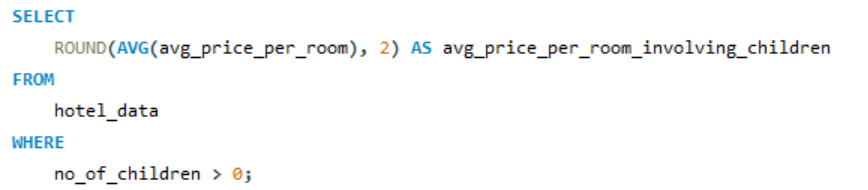 SELECT
    ROUND(AVG(avg_price_per_room), 2) AS avg_price_per_room_involving_children
FROM
    hotel_data
WHERE
    no_of_children > 0;